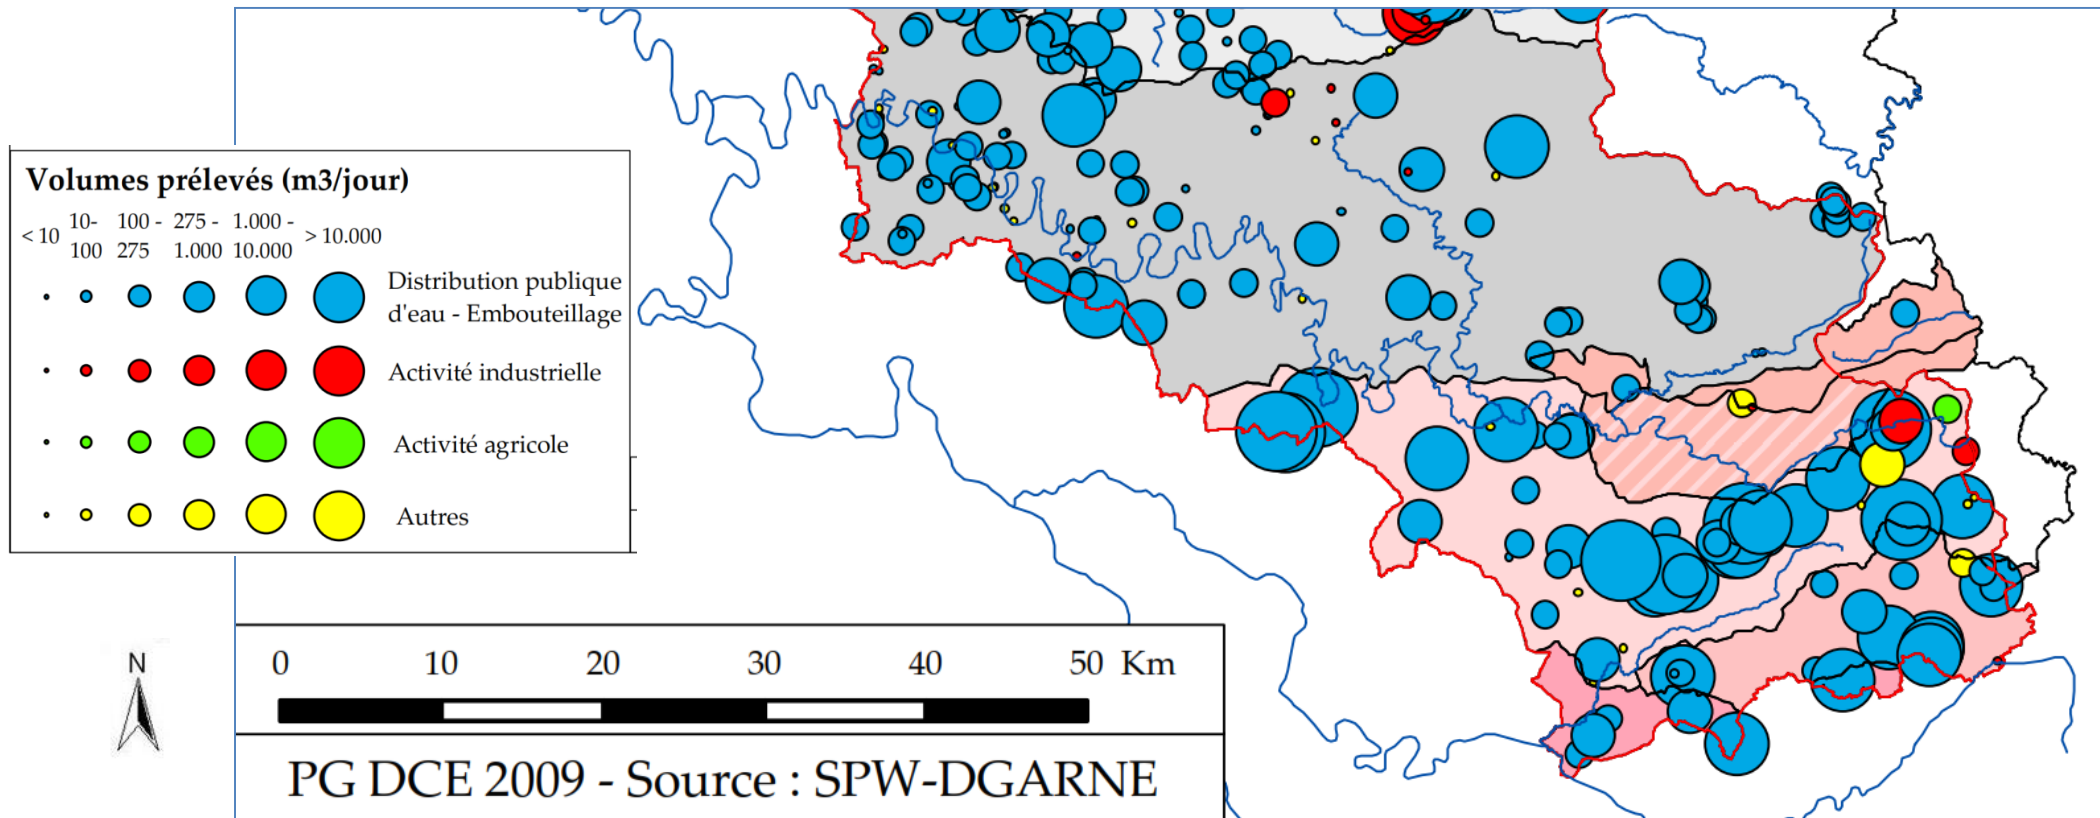 Volumes prélevés (m3/jour)
< 10 10- 100 - 275 - 1.000 - > 10.000
100 275 1.000 10.000
Distribution publique
d'eau - Embouteillage
Activité industrielle
Activité agricole
Autres
N
0 10 20 30 40 50 Km
PG DCE 2009 - Source : SPW-DGARNE